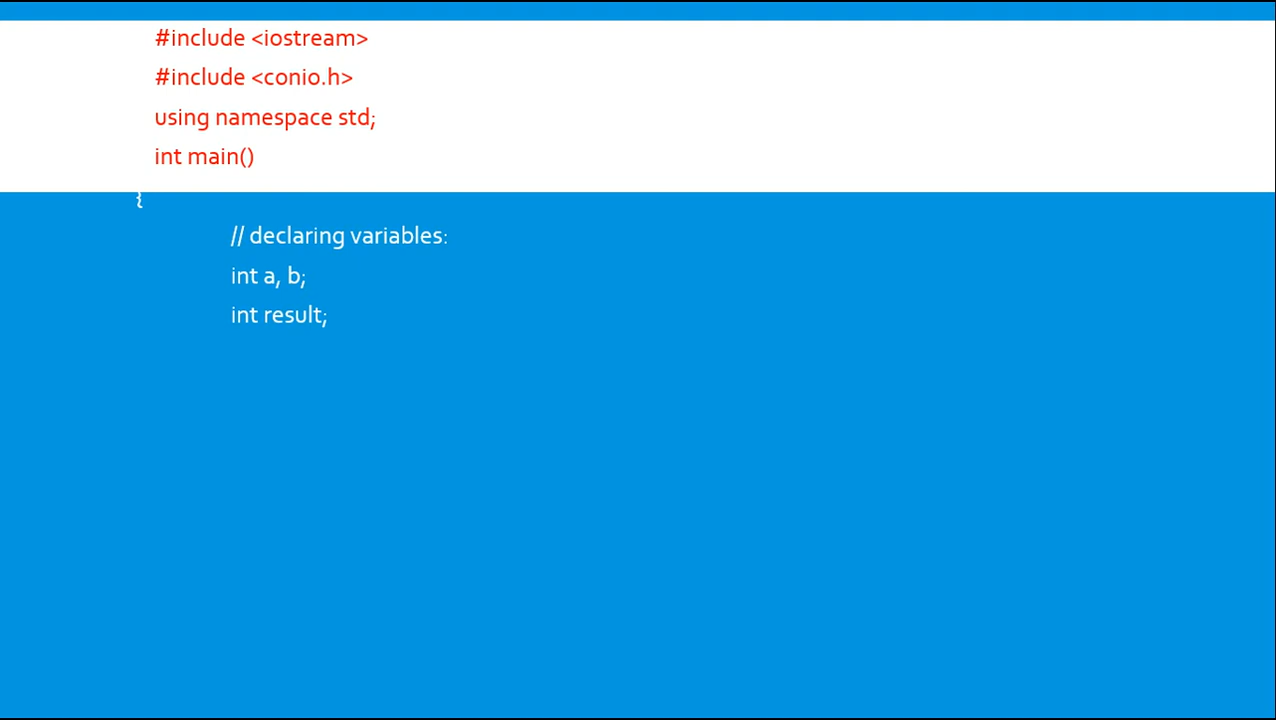 #include <iostream>
#include <conio.h>
using namespace std;
int main()
{
// declaring variables:
int a, b;
int result;